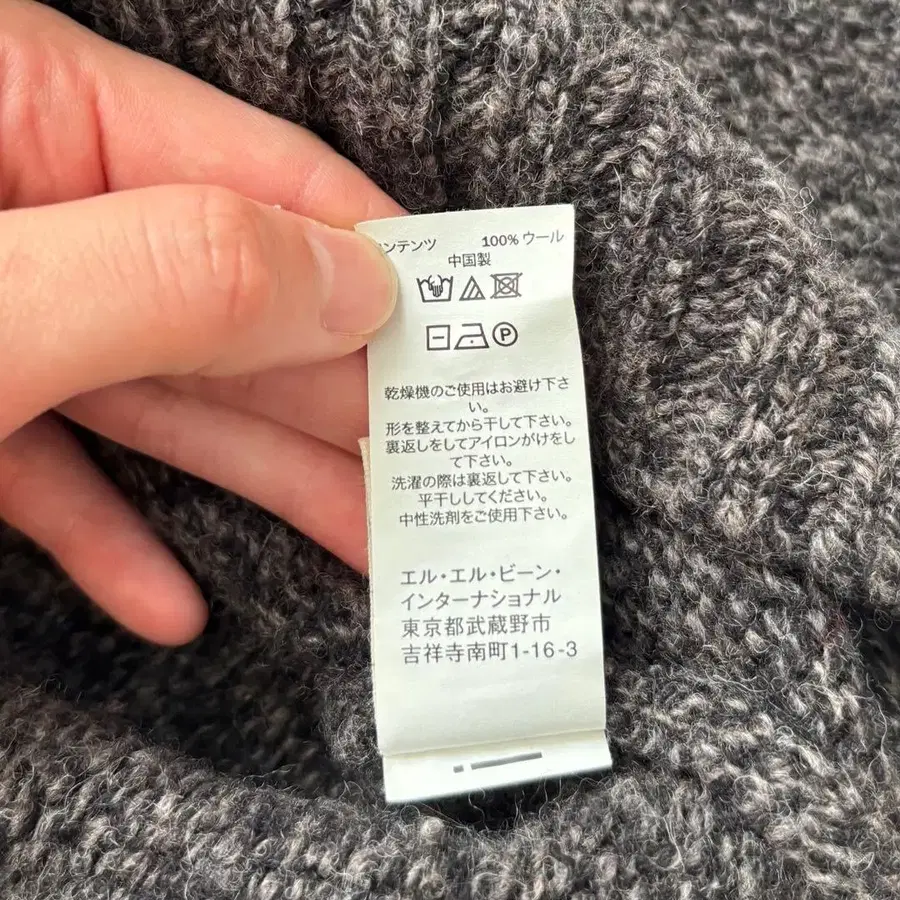 ンテンツ 100% ウール
中国製
P
乾燥機のご使用はお避け下さ
い。
形を整えてから干して下さい。
裏返しをしてアイロンがけをし
て下さい。
洗濯の際は裏返して下さい。
平干ししてください。
中性洗剤をご使用下さい。
エル・エル・ビーン・
インターナショナル
東京都武蔵野市
吉祥寺南町1-16-3